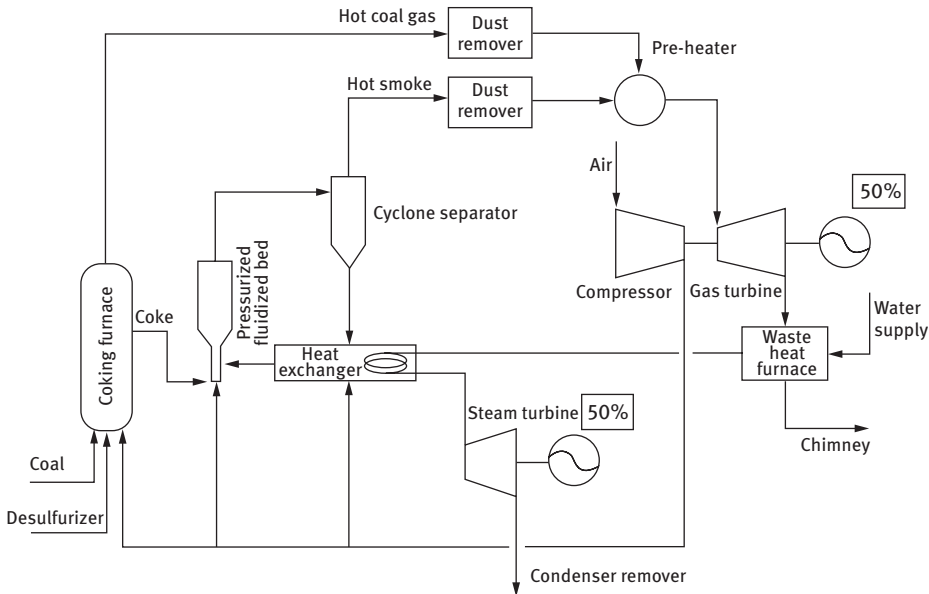 Hot coal gas
Dust
remover
Pre-heater
Hot smoke
Dust
remover
Air
50%
Cyclone separator
Pressurized
fluidized bed
Compressor
Gas turbine
Water
supply
Coking furnace
Coke
Heat
exchanger
Waste
heat
furnace
Steam turbine
50%
Chimney
Coal
Desulfurizer
Condenser remover